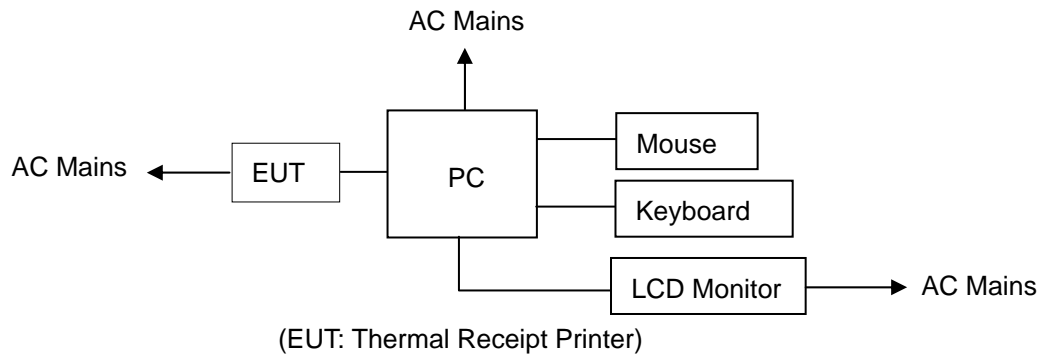 AC Mains
Mouse
AC Mains
EUT
PC
Keyboard
LCD Monitor
AC Mains
(EUT: Thermal Receipt Printer)